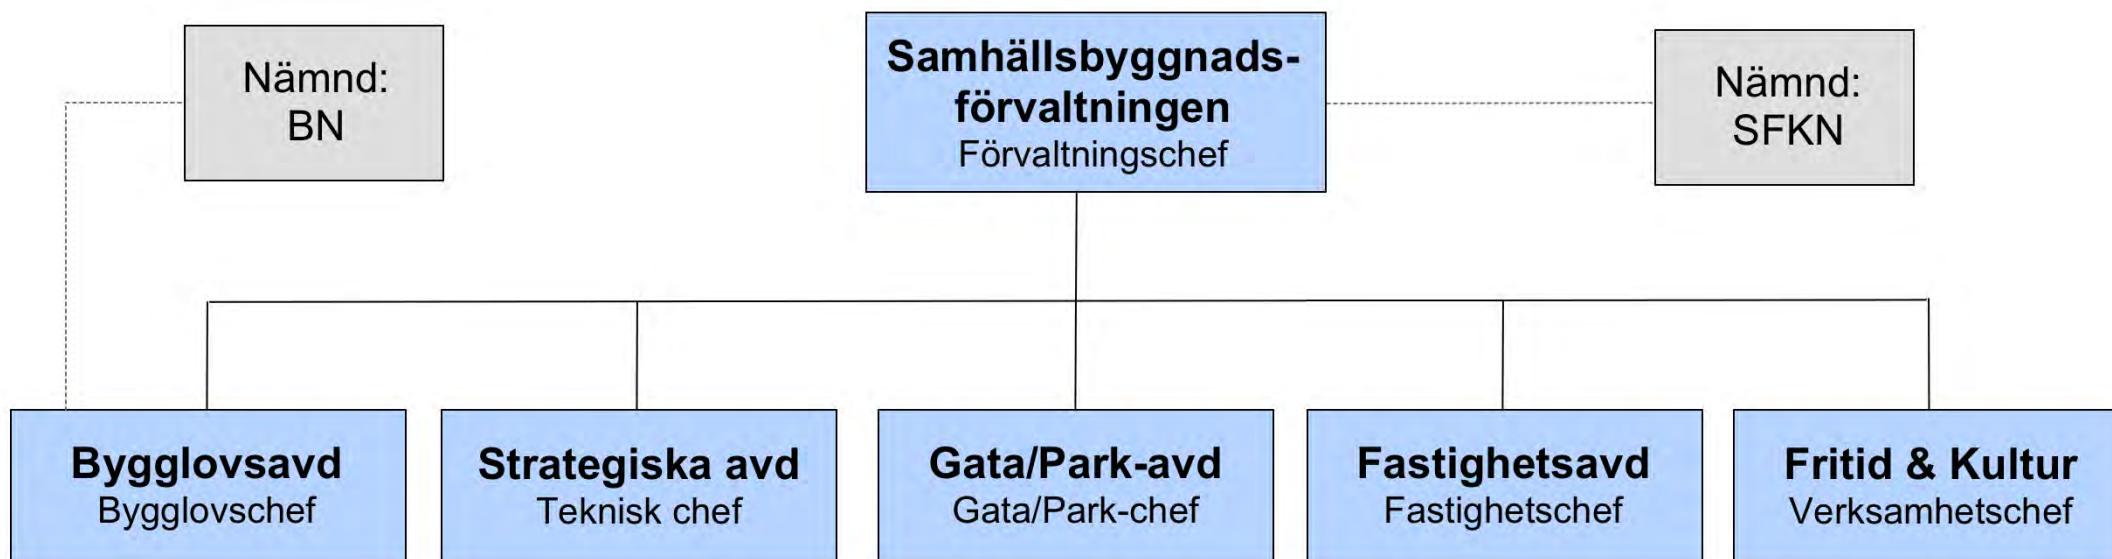 Nämnd:
BN
Samhällsbyggnads-
förvaltningen
Förvaltningschef
Nämnd:
SFKN
Bygglovsavd
Bygglovschef
Strategiska avd
Teknisk chef
Gata/Park-avd
Gata/Park-chef
Fastighetsavd
Fastighetschef
Fritid & Kultur
Verksamhetschef